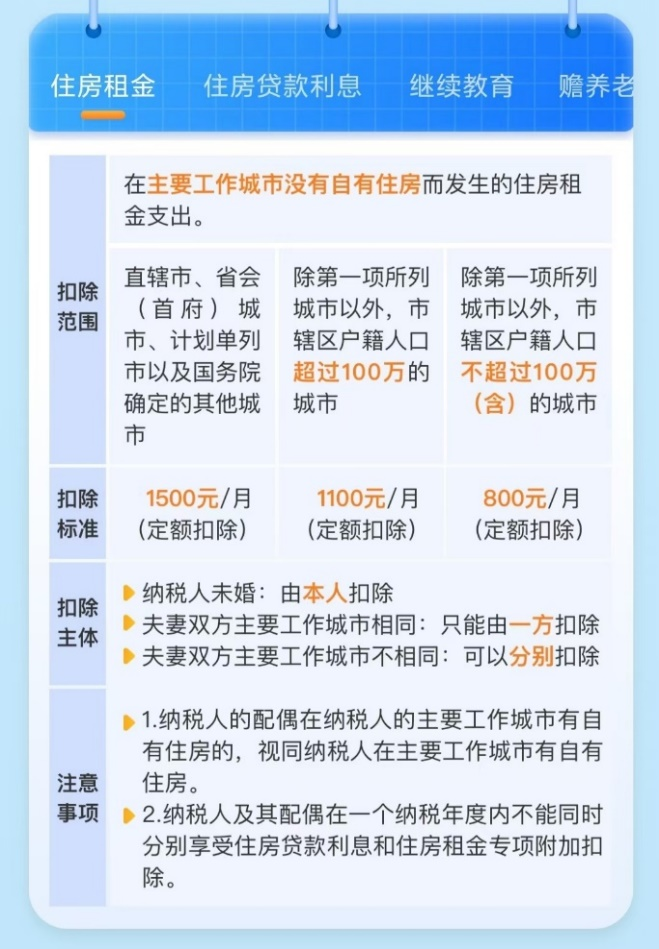 住房租金
住房贷款利息
继续教育
赡养老
扣除
范围
在主要工作城市没有自有住房而发生的住房租
金支出。
直辖市、省会
（首府）城
市、计划单列
市以及国务院
确定的其他城
市
除第一项所列
城市以外，市
辖区户籍人口
超过100万的
城市
除第一项所列
城市以外，市
辖区户籍人口
不超过100万
（含）的城市
扣除
标准
1500元/月
（定额扣除）
1100元/月
（定额扣除）
800元/月
（定额扣除）
扣除
主体
纳税人未婚：由本人扣除
夫妻双方主要工作城市相同：只能由一方扣除
夫妻双方主要工作城市不相同：可以分别扣除
注意
事项
1.纳税人的配偶在纳税人的主要工作城市有自
有住房的，视同纳税人在主要工作城市有自有
住房。
2.纳税人及其配偶在一个纳税年度内不能同时
分别享受住房贷款利息和住房租金专项附加扣
除。